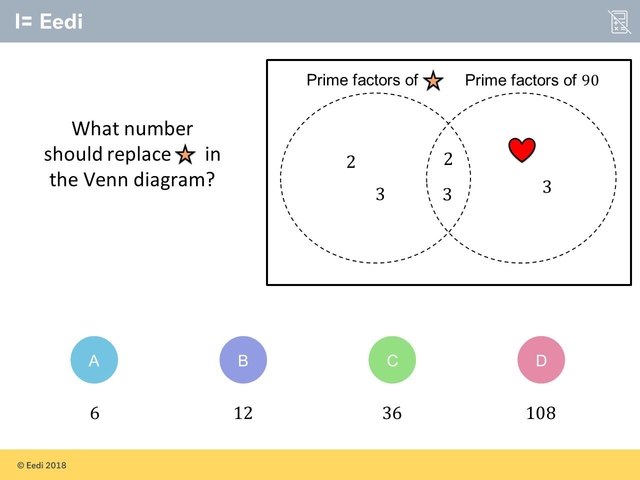 I= Eedi
Prime factors of
Prime factors of 90
What number
should replace in
the Venn diagram?
2
3
2
3
3
A
B
C
D
6
12
36
108
© Eedi 2018